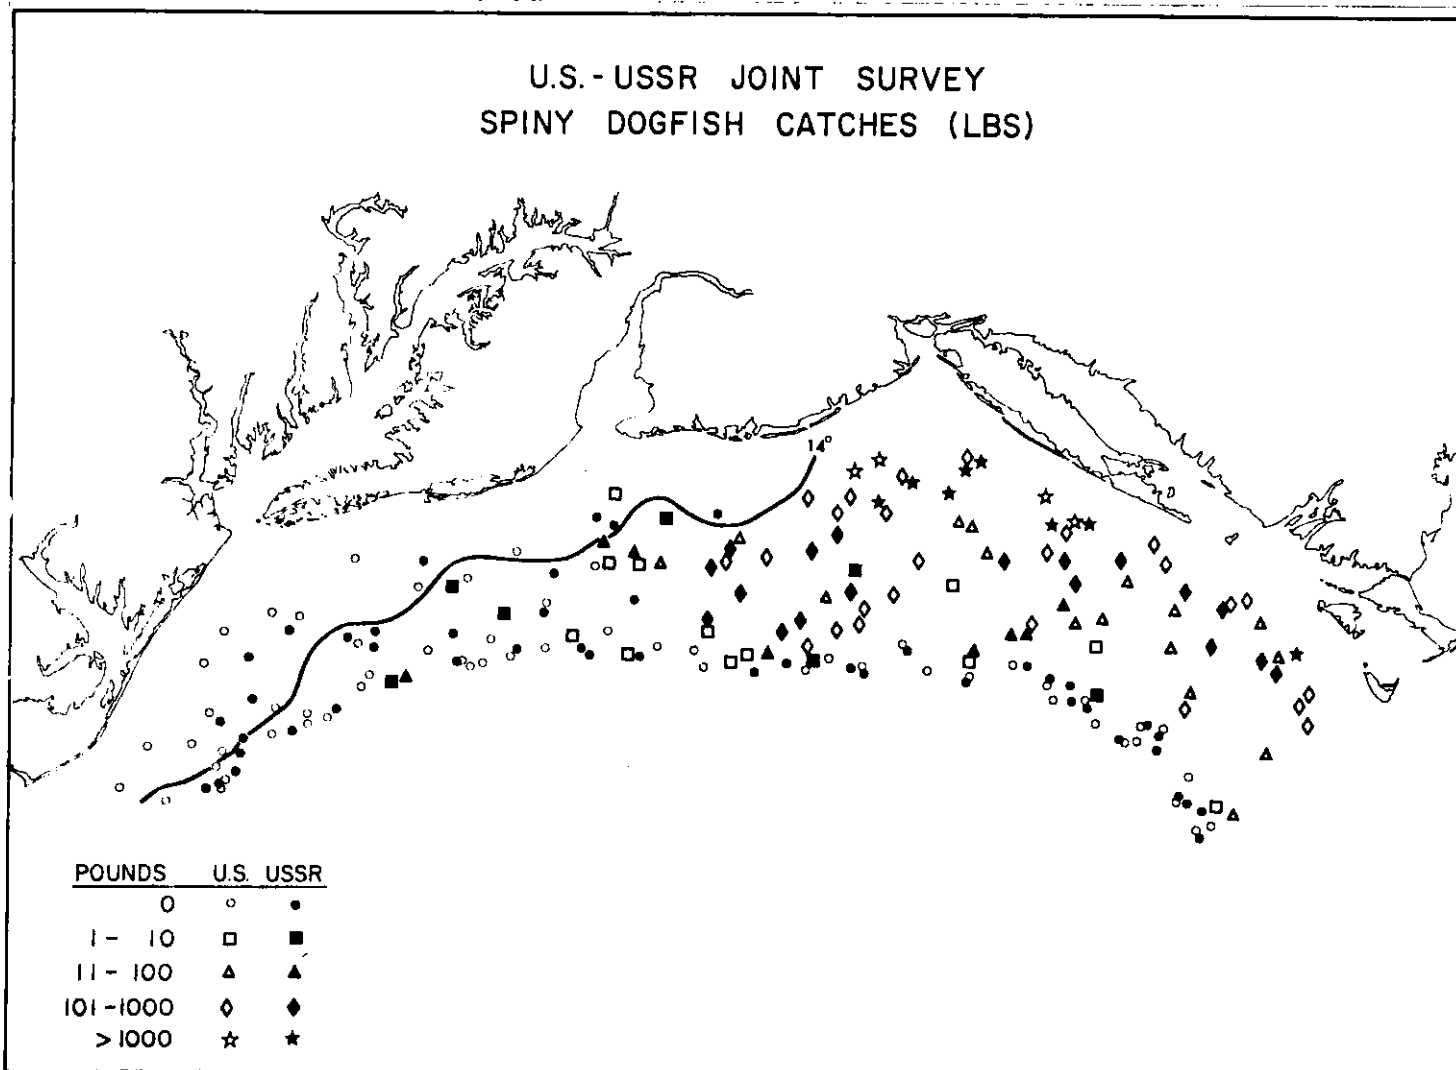 U.S. - USSR JOINT SURVEY
SPINY DOGFISH CATCHES (LBS)
14°
POUNDS U.S. USSR
0
1 - 10
11 - 100
101 - 1000
> 1000